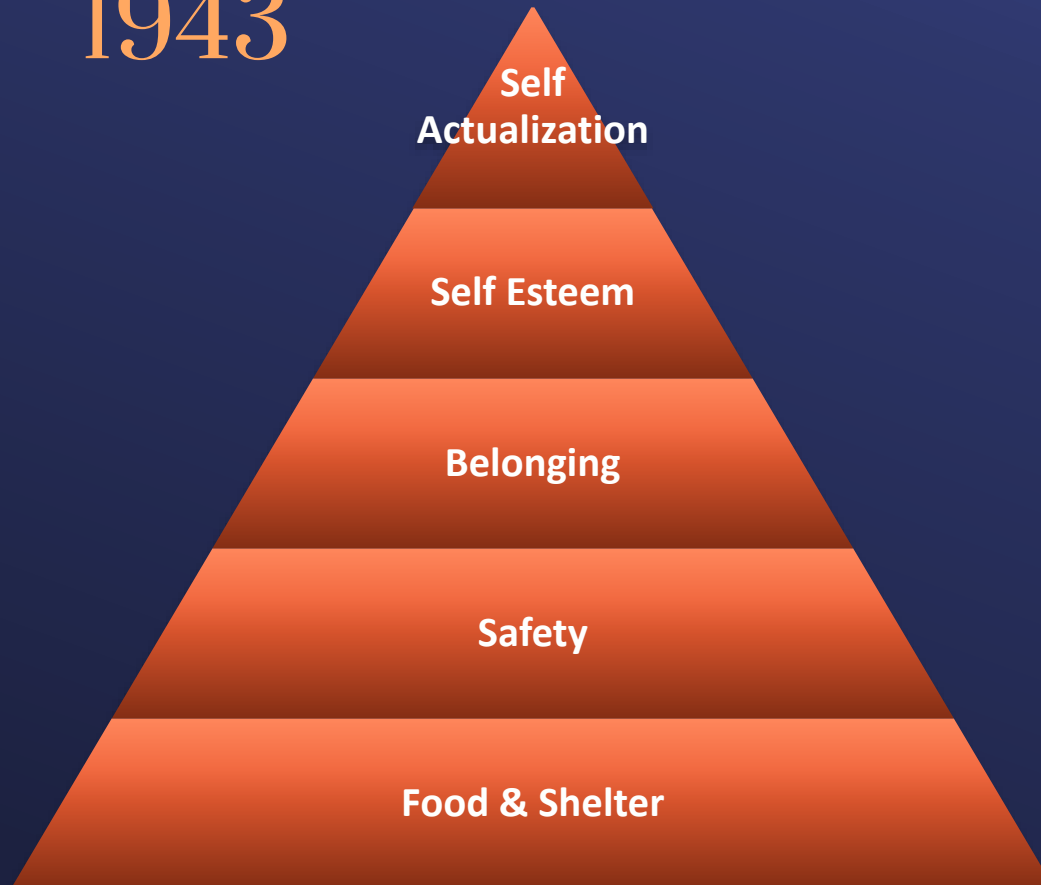 1943
Self
Actualization
Self Esteem
Belonging
Safety
Food & Shelter